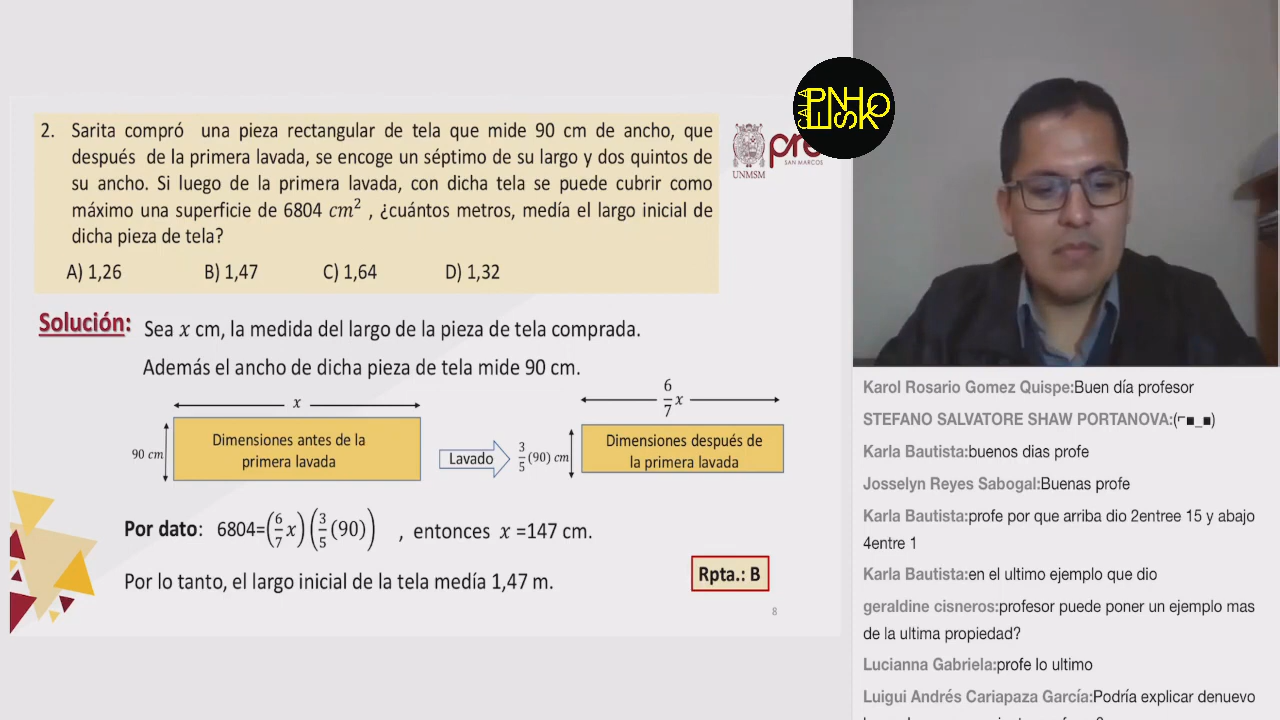 2. Sarita compró una pieza rectangular de tela que mide 90 cm de ancho, que
después de la primera lavada, se encoge un séptimo de su largo y dos quintos de
su ancho. Si luego de la primera lavada, con dicha tela se puede cubrir como
máximo una superficie de 6804 cm² , ¿cuántos metros, medía el largo inicial de
dicha pieza de tela?
A) 1,26 B) 1,47 C) 1,64 D) 1,32
UNMSM
SAN MARCOS
CALA
Solución:
Sea x cm, la medida del largo de la pieza de tela comprada.
Además el ancho de dicha pieza de tela mide 90 cm.
x
6/7 x
90 cm
Dimensiones antes de la
primera lavada
Lavado
3/5 (90) cm
Dimensiones después de
la primera lavada
Por dato: 6804=(6/7 x)(3/5 (90)) , entonces x =147 cm.
Por lo tanto, el largo inicial de la tela medía 1,47 m.
Rpta.: B
8
Karol Rosario Gomez Quispe:Buen día profesor
STEFANO SALVATORE SHAW PORTANOVA:(⌐■_■)
Karla Bautista:buenos dias profe
Josselyn Reyes Sabogal:Buenas profe
Karla Bautista:profe por que arriba dio 2entree 15 y abajo
4entre 1
Karla Bautista:en el ultimo ejemplo que dio
geraldine cisneros:profesor puede poner un ejemplo mas
de la ultima propiedad?
Lucianna Gabriela:profe lo ultimo
Luigui Andrés Cariapaza García:Podría explicar denuevo